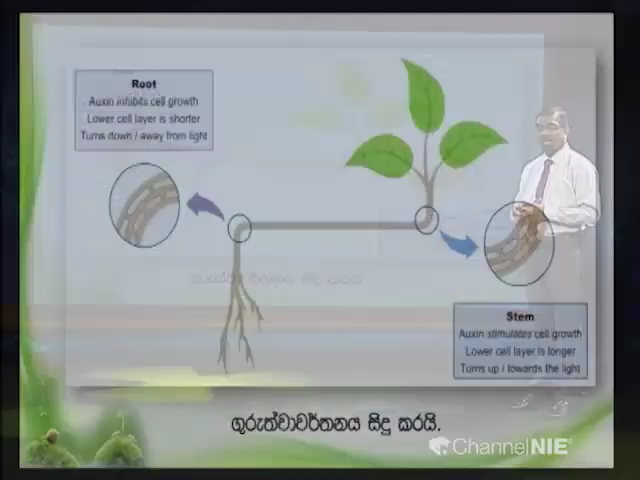 Root
Auxin inhibits cell growth
Lower cell layer is shorter
Turns down / away from light
Stem
Auxin stimulates cell growth
Lower cell layer is longer
Turns up / towards the light
ගුරුත්වාවර්තනය සිදු කරයි.
ChannelNIE